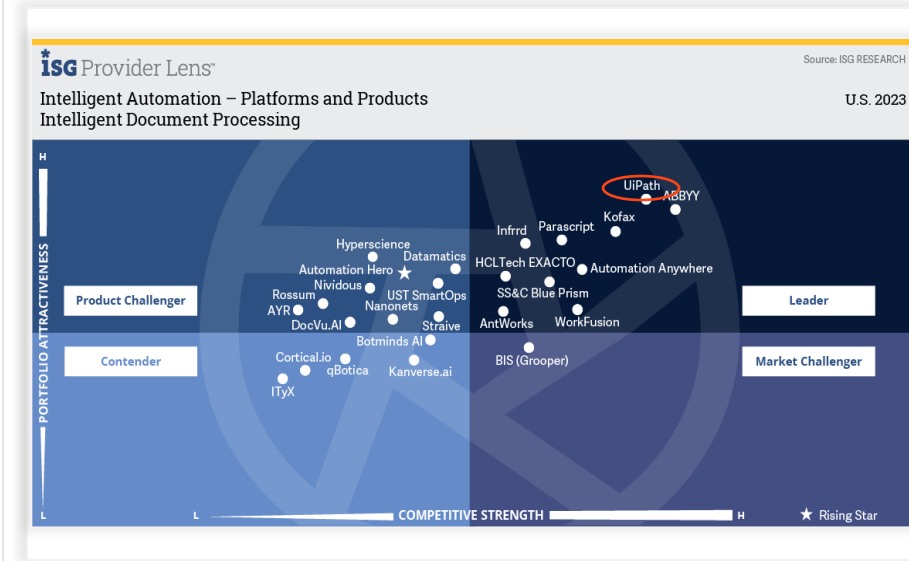 ISG Provider Lens™
Source: ISG RESEARCH
Intelligent Automation – Platforms and Products
Intelligent Document Processing
U.S. 2023
H
PORTFOLIO ATTRACTIVENESS
L
Product Challenger
Contender
Leader
Market Challenger
UiPath
ABBYY
Kofax
Parascript
Infrrd
Hyperscience
Datamatics
HCLTech EXACTO
Automation Anywhere
Automation Hero
Nividous
UST SmartOps
SS&C Blue Prism
Rossum
Nanonets
AYR
DocVu.AI
Straive
AntWorks
WorkFusion
Botminds AI
BIS (Grooper)
Cortical.io
qBotica
Kanverse.ai
ITyX
L
COMPETITIVE STRENGTH
H
Rising Star